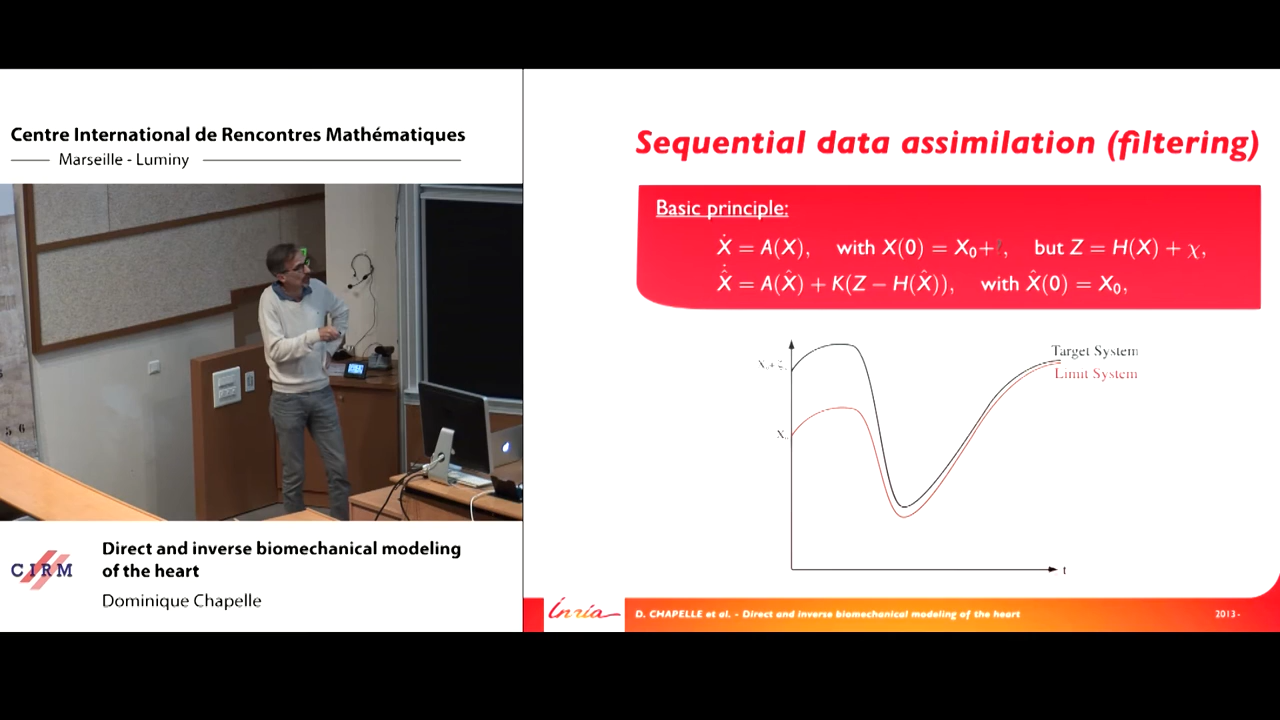 Centre International de Rencontres Mathématiques
Marseille - Luminy
5 6
CIRM
Direct and inverse biomechanical modeling
of the heart
Dominique Chapelle
Sequential data assimilation (filtering)
Basic principle:
Ẋ = A(X), with X(0) = X₀+?, but Z = H(X) + χ,
X̂̇ = A(X̂) + K(Z − H(X̂)), with X̂(0) = X₀,
Target System
Limit System
t
Inria
D. CHAPELLE et al. - Direct and inverse biomechanical modeling of the heart
2013-